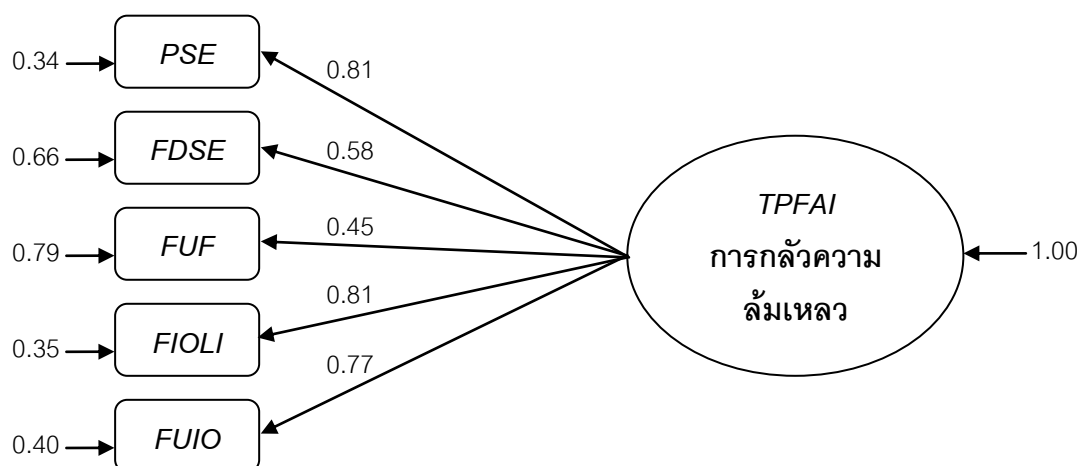 PSE
0.34
0.81
FDSE
0.66
0.58
FUF
0.79
0.45
FIOLI
0.35
0.81
FUIO
0.40
0.77
TPFAI
การกลัวความ
ล้มเหลว
1.00